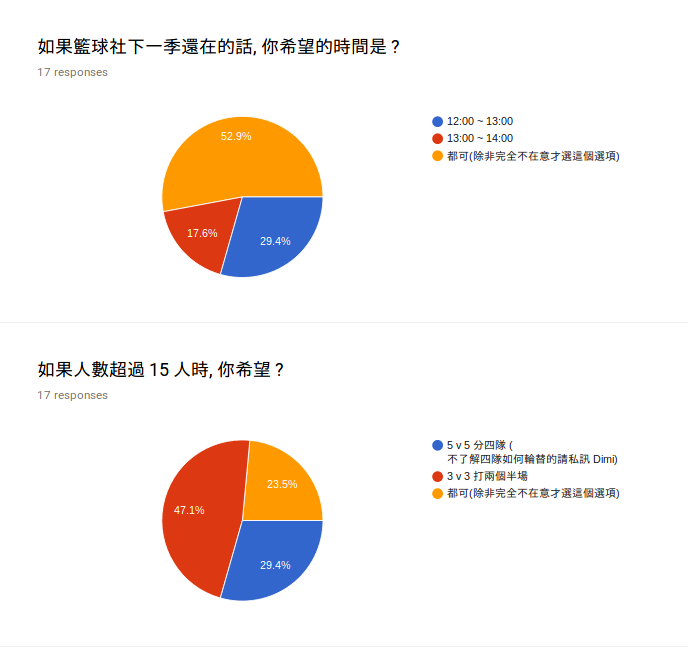 如果籃球社下一季還在的話, 你希望的時間是？
17 responses
52.9%
17.6%
29.4%
12:00 ~ 13:00
13:00 ~ 14:00
都可(除非完全不在意才選這個選項)
如果人數超過 15 人時, 你希望？
17 responses
23.5%
47.1%
29.4%
5 v 5 分四隊 (
不了解四隊如何輪替的請私訊 Dimi)
3 v 3 打兩個半場
都可(除非完全不在意才選這個選項)